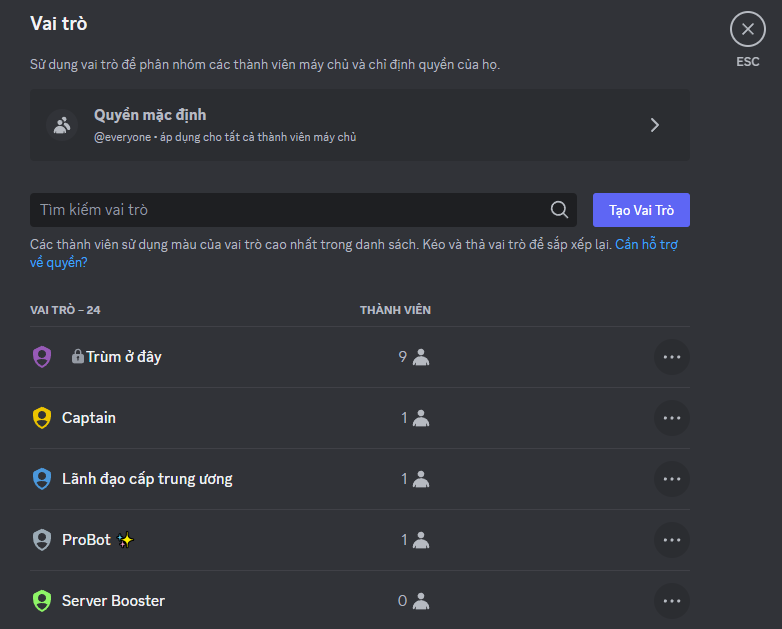 Vai trò
ESC
Sử dụng vai trò để phân nhóm các thành viên máy chủ và chỉ định quyền của họ.
Quyền mặc định
@everyone • áp dụng cho tất cả thành viên máy chủ
Tìm kiếm vai trò
Tạo Vai Trò
Các thành viên sử dụng màu của vai trò cao nhất trong danh sách. Kéo và thả vai trò để sắp xếp lại. Cần hỗ trợ
về quyền?
VAI TRÒ – 24 THÀNH VIÊN
Trùm ở đây 9
Captain 1
Lãnh đạo cấp trung ương 1
ProBot ✨ 1
Server Booster 0